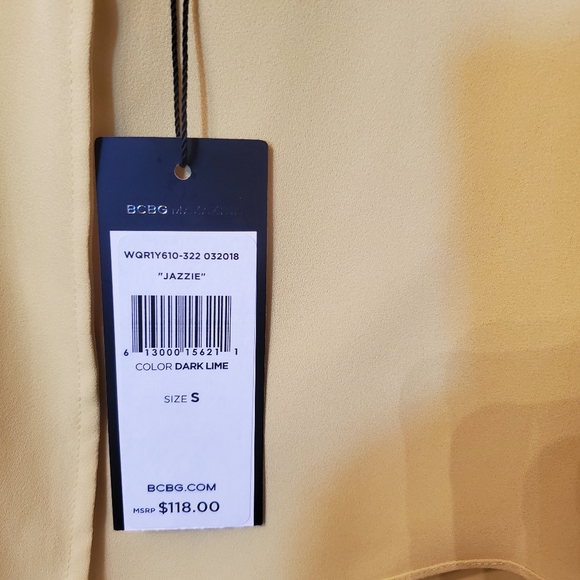 BCBG
WQR1Y610-322 032018
"JAZZIE"
6 13000 15621 1
COLOR DARK LIME
SIZE S
BCBG.COM
MSRP $118.00